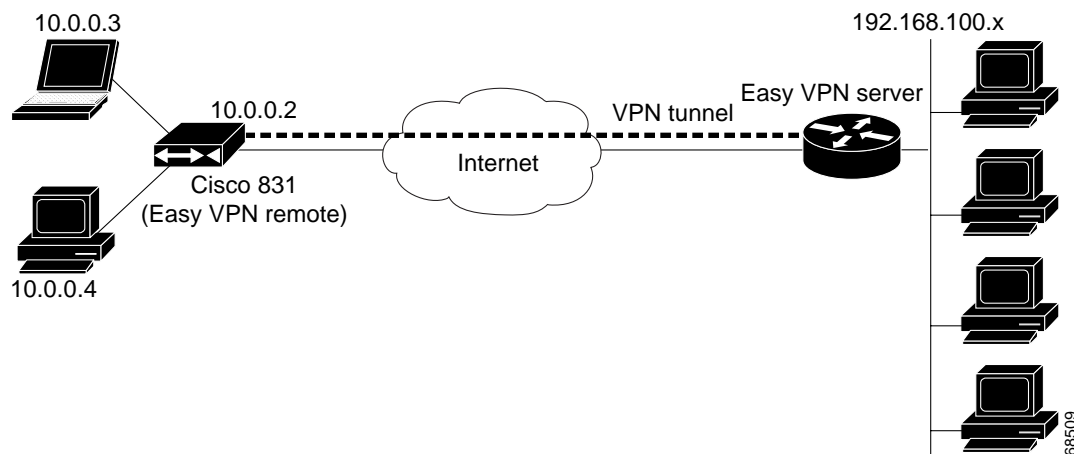 10.0.0.3
192.168.100.x
10.0.0.2
VPN tunnel
Easy VPN server
Internet
Cisco 831
(Easy VPN remote)
10.0.0.4
68509